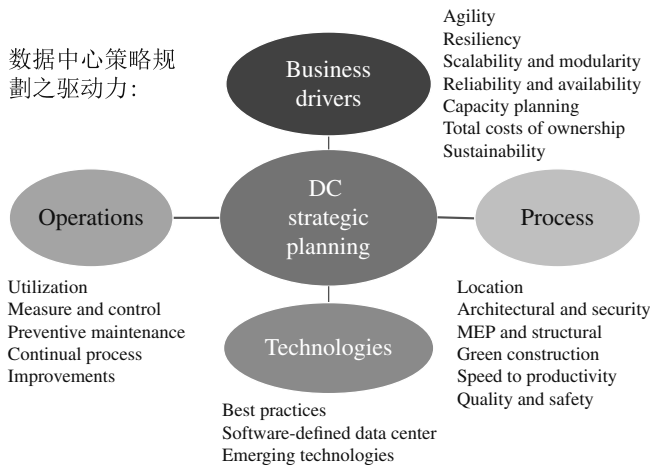 数据中心策略规
劃之驱动力:
Business
drivers
Agility
Resiliency
Scalability and modularity
Reliability and availability
Capacity planning
Total costs of ownership
Sustainability
Operations
DC
strategic
planning
Process
Utilization
Measure and control
Preventive maintenance
Continual process
Improvements
Location
Architectural and security
MEP and structural
Green construction
Speed to productivity
Quality and safety
Technologies
Best practices
Software-defined data center
Emerging technologies